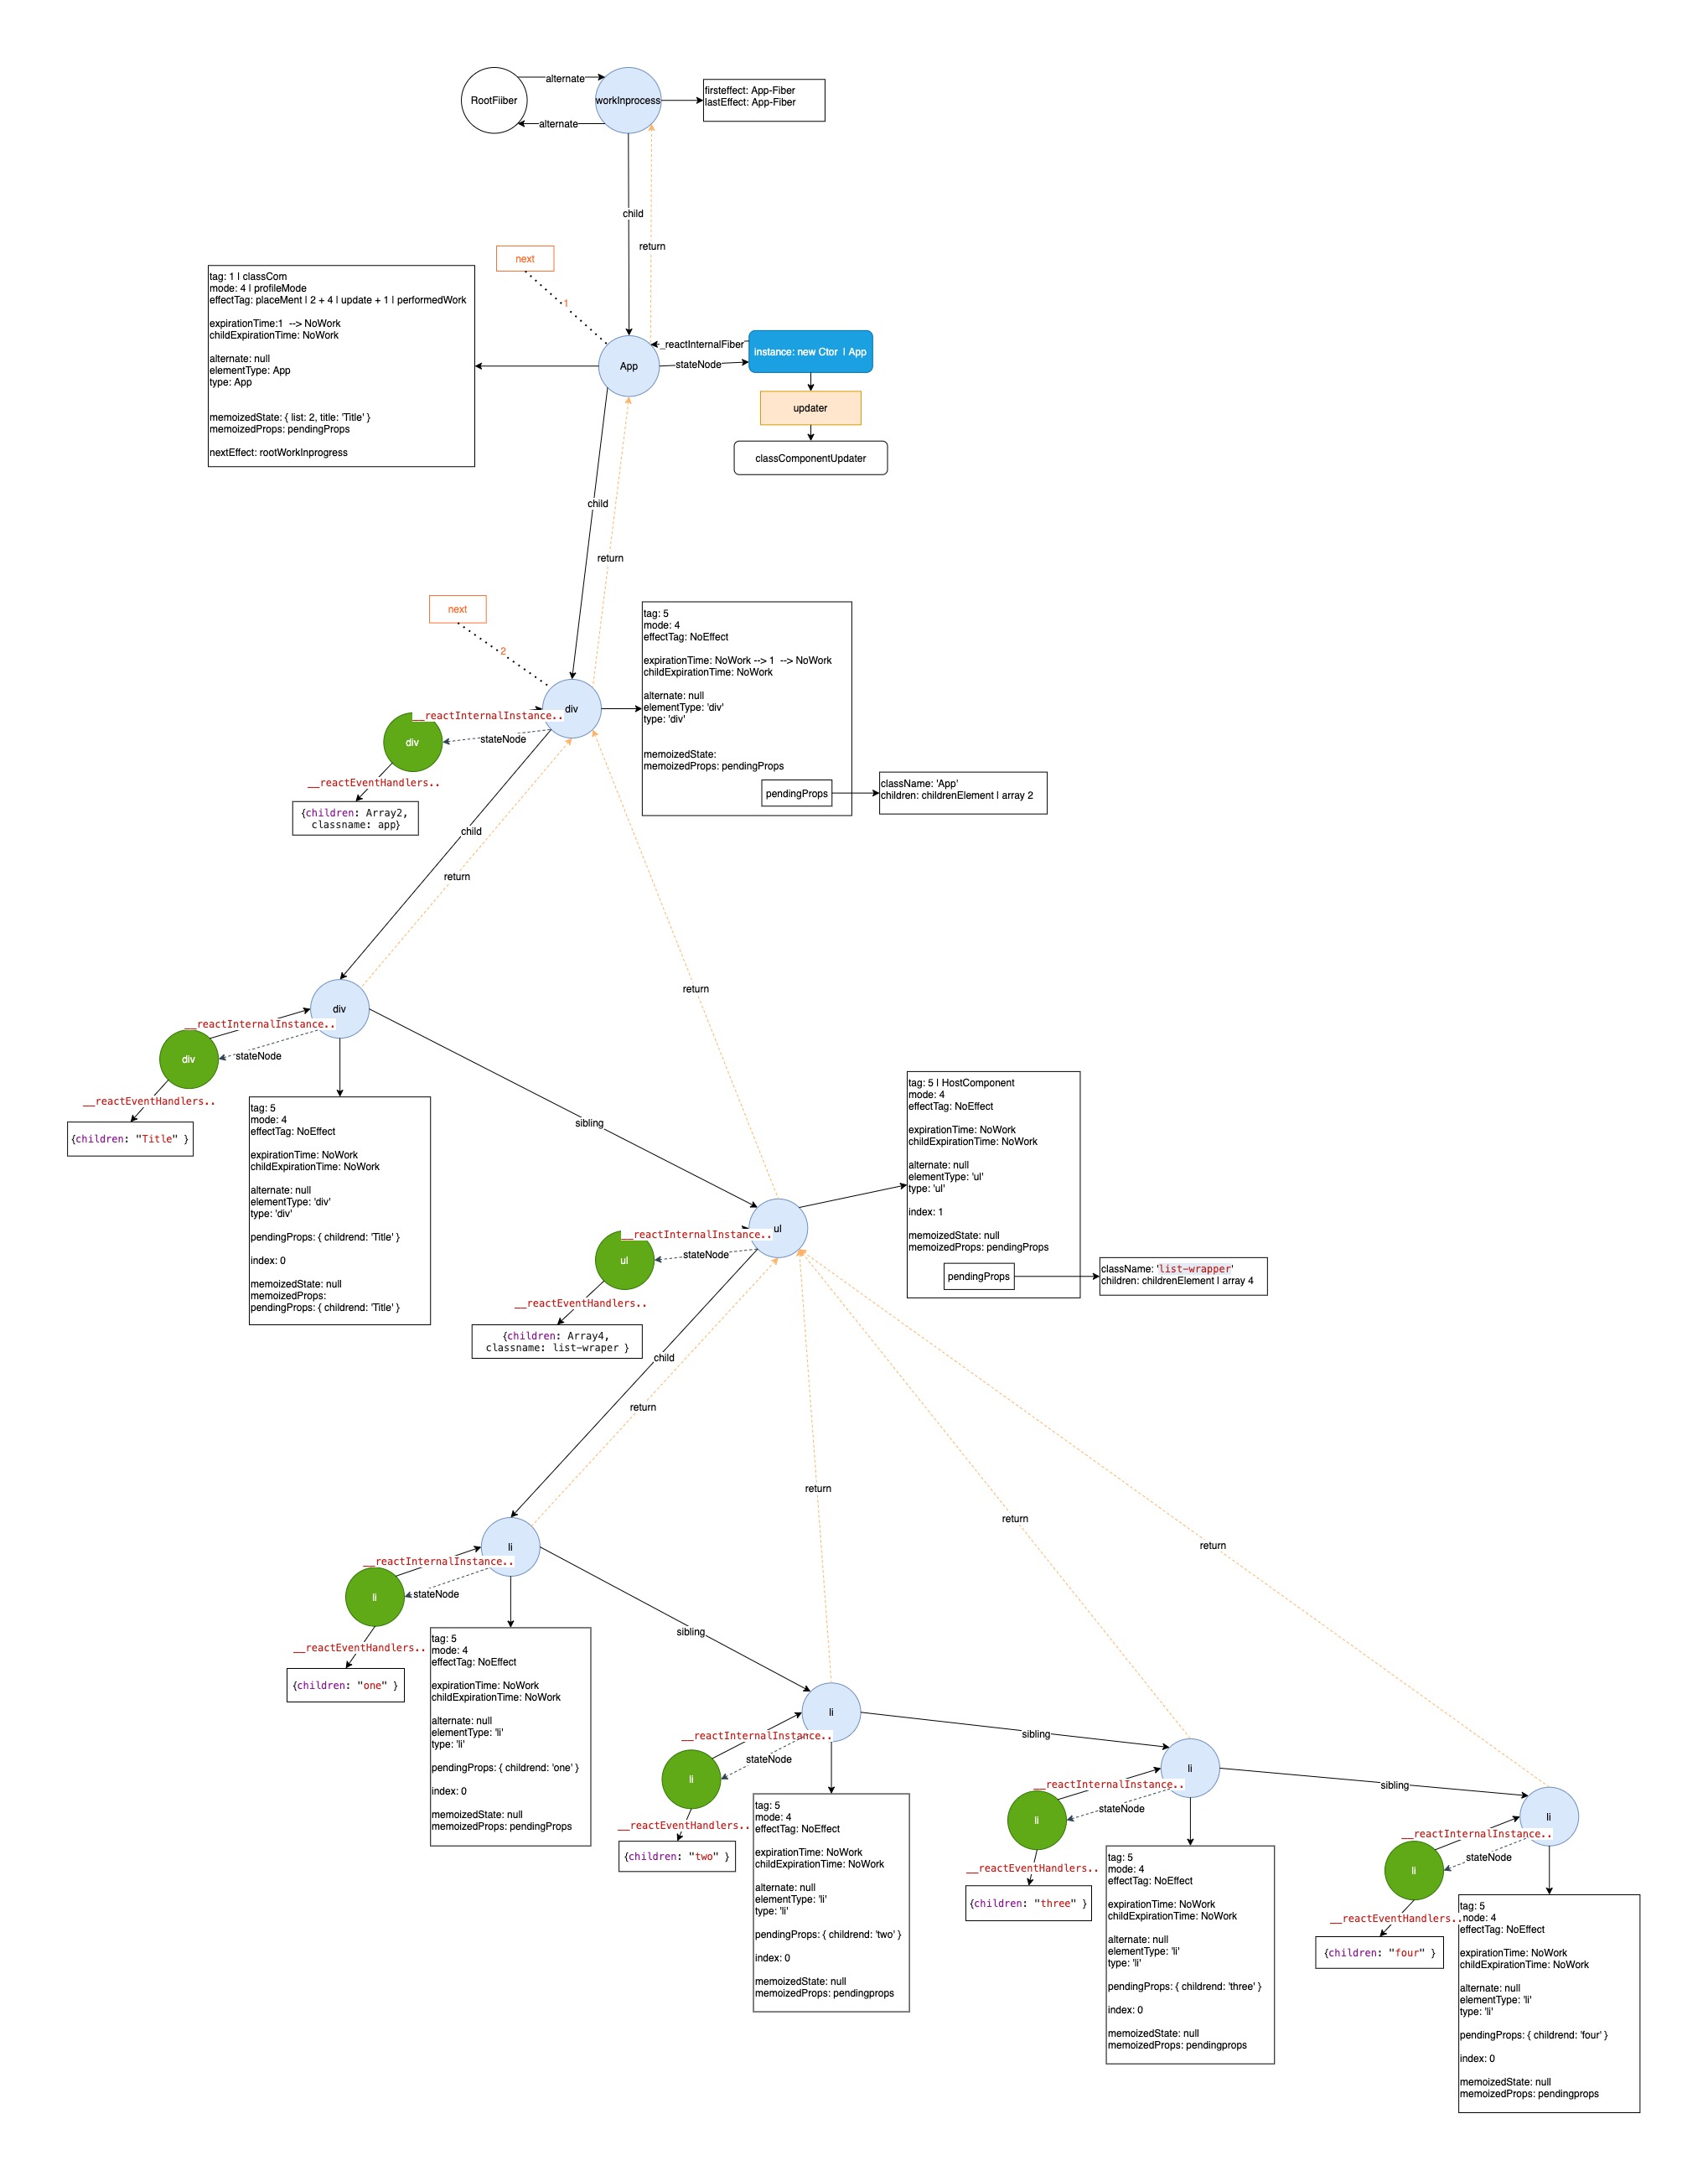 RootFiiber
alternate
workInprocess
alternate
firsteffect: App-Fiber
lastEffect: App-Fiber
child
return
next
1
tag: 1 | classCom
mode: 4 | profileMode
effectTag: placeMent | 2 + 4 | update + 1 | performedWork
expirationTime:1 --> NoWork
childExpirationTime: NoWork
alternate: null
elementType: App
type: App
memoizedState: { list: 2, title: 'Title' }
memoizedProps: pendingProps
nextEffect: rootWorkInprogress
App
_reactInternalFiber
stateNode
instance: new Ctor | App
updater
classComponentUpdater
child
return
next
2
div
__reactInternalInstance..
stateNode
div
__reactEventHandlers..
{children: Array2,
classname: app}
tag: 5
mode: 4
effectTag: NoEffect
expirationTime: NoWork --> 1 --> NoWork
childExpirationTime: NoWork
alternate: null
elementType: 'div'
type: 'div'
memoizedState:
memoizedProps: pendingProps
pendingProps
className: 'App'
children: childrenElement | array 2
child
return
return
div
__reactInternalInstance..
stateNode
div
__reactEventHandlers..
{children: "Title" }
tag: 5
mode: 4
effectTag: NoEffect
expirationTime: NoWork
childExpirationTime: NoWork
alternate: null
elementType: 'div'
type: 'div'
pendingProps: { childrend: 'Title' }
index: 0
memoizedState: null
memoizedProps:
pendingProps: { childrend: 'Title' }
sibling
ul
__reactInternalInstance..
stateNode
ul
__reactEventHandlers..
{children: Array4,
classname: list-wraper }
tag: 5 | HostComponent
mode: 4
effectTag: NoEffect
expirationTime: NoWork
childExpirationTime: NoWork
alternate: null
elementType: 'ul'
type: 'ul'
index: 1
memoizedState: null
memoizedProps: pendingProps
pendingProps
className: 'list-wrapper'
children: childrenElement | array 4
child
return
return
return
return
li
__reactInternalInstance..
stateNode
li
__reactEventHandlers..
{children: "one" }
tag: 5
mode: 4
effectTag: NoEffect
expirationTime: NoWork
childExpirationTime: NoWork
alternate: null
elementType: 'li'
type: 'li'
pendingProps: { childrend: 'one' }
index: 0
memoizedState: null
memoizedProps: pendingProps
sibling
li
__reactInternalInstance..
stateNode
li
__reactEventHandlers..
{children: "two" }
tag: 5
mode: 4
effectTag: NoEffect
expirationTime: NoWork
childExpirationTime: NoWork
alternate: null
elementType: 'li'
type: 'li'
pendingProps: { childrend: 'two' }
index: 0
memoizedState: null
memoizedProps: pendingprops
sibling
li
__reactInternalInstance..
stateNode
li
__reactEventHandlers..
{children: "three" }
tag: 5
mode: 4
effectTag: NoEffect
expirationTime: NoWork
childExpirationTime: NoWork
alternate: null
elementType: 'li'
type: 'li'
pendingProps: { childrend: 'three' }
index: 0
memoizedState: null
memoizedProps: pendingprops
sibling
li
__reactInternalInstance..
stateNode
li
__reactEventHandlers..
{children: "four" }
tag: 5
mode: 4
effectTag: NoEffect
expirationTime: NoWork
childExpirationTime: NoWork
alternate: null
elementType: 'li'
type: 'li'
pendingProps: { childrend: 'four' }
index: 0
memoizedState: null
memoizedProps: pendingprops